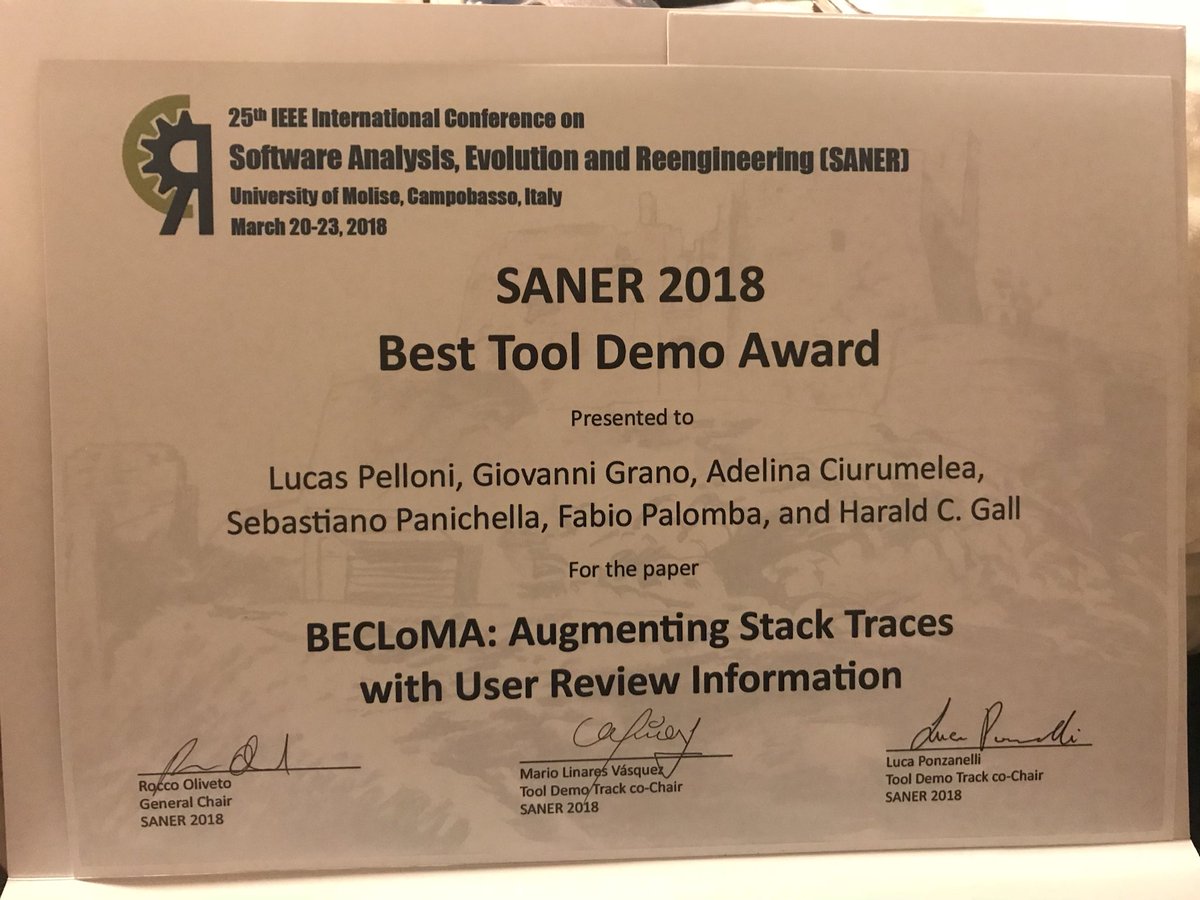 25th IEEE International Conference on
Software Analysis, Evolution and Reengineering (SANER)
University of Molise, Campobasso, Italy
March 20-23, 2018
SANER 2018
Best Tool Demo Award
Presented to
Lucas Pelloni, Giovanni Grano, Adelina Ciurumelea,
Sebastiano Panichella, Fabio Palomba, and Harald C. Gall
For the paper
BECLoMA: Augmenting Stack Traces
with User Review Information
Rocco Oliveto
General Chair
SANER 2018
Mario Linares Vásquez
Tool Demo Track co-Chair
SANER 2018
Luca Ponzanelli
Tool Demo Track co-Chair
SANER 2018